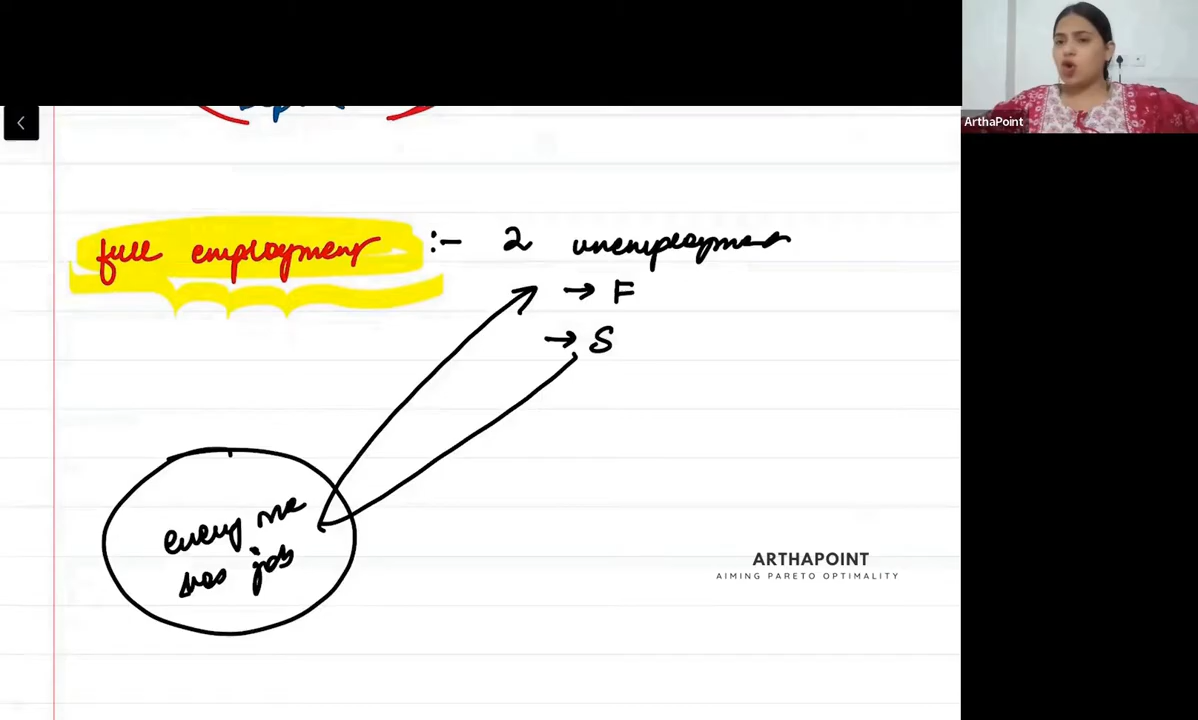 ArthaPoint
full employment :- 2 unemployment
→ F
→ S
every one
has job
ARTHAPOINT
AIMING PARETO OPTIMALITY